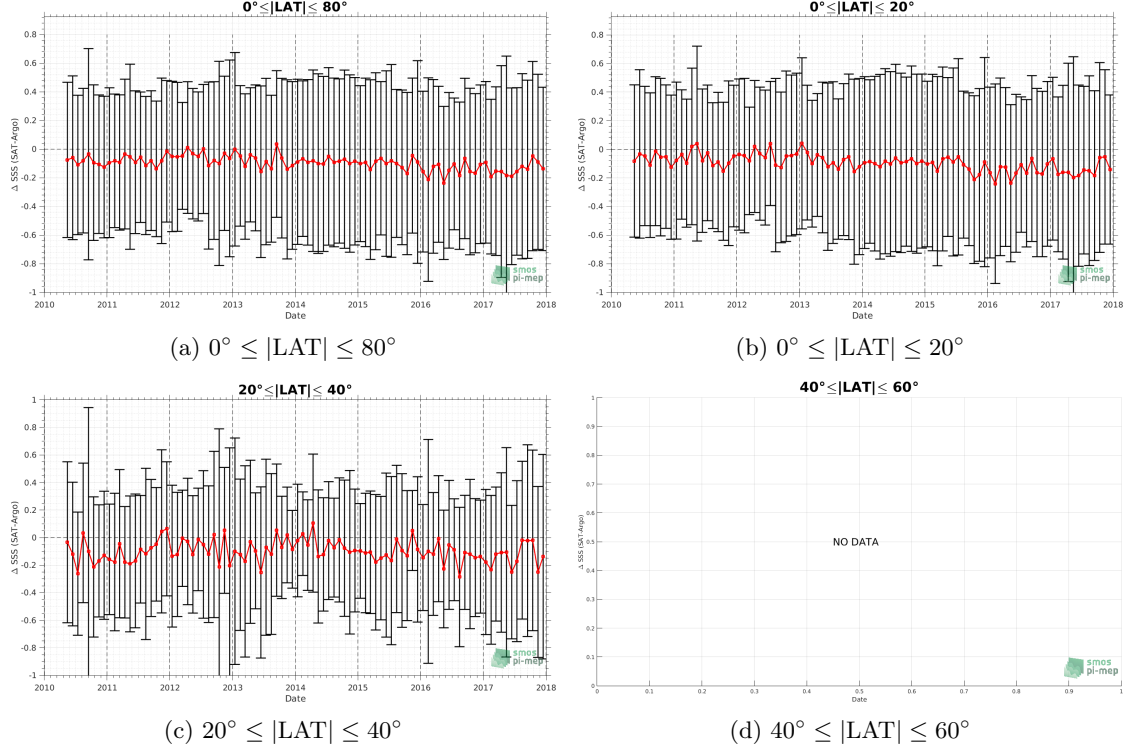 0°≤|LAT|≤ 80°
0.8
0.6
0.4
0.2
0
-0.2
-0.4
-0.6
-0.8
-1
Δ SSS (SAT-Argo)
2010 2011 2012 2013 2014 2015 2016 2017 2018
Date
smos
pi-mep
(a) 0° ≤ |LAT| ≤ 80°
0°≤|LAT|≤ 20°
0.8
0.6
0.4
0.2
0
-0.2
-0.4
-0.6
-0.8
-1
Δ SSS (SAT-Argo)
2010 2011 2012 2013 2014 2015 2016 2017 2018
Date
smos
pi-mep
(b) 0° ≤ |LAT| ≤ 20°
20°≤|LAT|≤ 40°
1
0.8
0.6
0.4
0.2
0
-0.2
-0.4
-0.6
-0.8
-1
Δ SSS (SAT-Argo)
2010 2011 2012 2013 2014 2015 2016 2017 2018
Date
smos
pi-mep
(c) 20° ≤ |LAT| ≤ 40°
40°≤|LAT|≤ 60°
1
0.9
0.8
0.7
0.6
0.5
0.4
0.3
0.2
0.1
0
Δ SSS (SAT-Argo)
NO DATA
0 0.1 0.2 0.3 0.4 0.5 0.6 0.7 0.8 0.9 1
Date
smos
pi-mep
(d) 40° ≤ |LAT| ≤ 60°